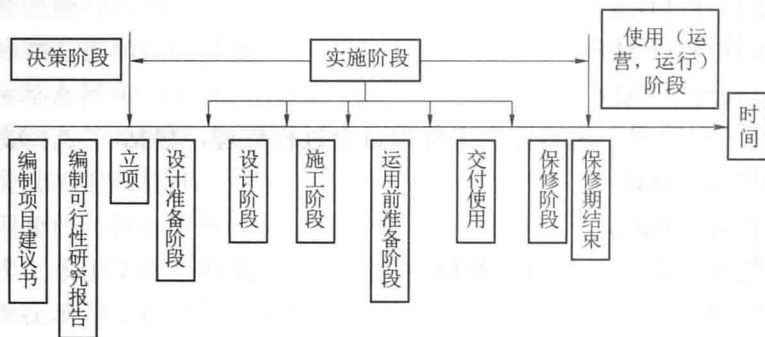 决策阶段
实施阶段
使用（运
营，运行）
阶段
时间
编制项目建议书
编制可行性研究报告
立项
设计准备阶段
设计阶段
施工阶段
运用前准备阶段
交付使用
保修阶段
保修期结束